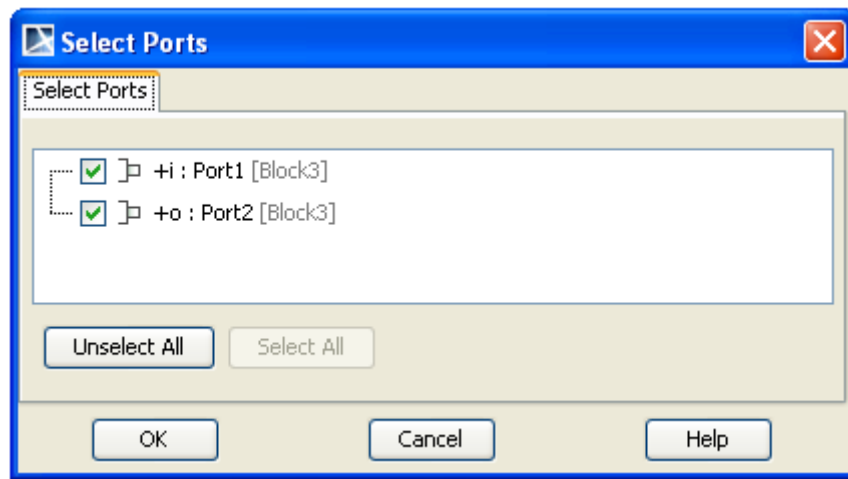 Select Ports
Select Ports
+i : Port1 [Block3]
+o : Port2 [Block3]
Unselect All Select All
OK Cancel Help